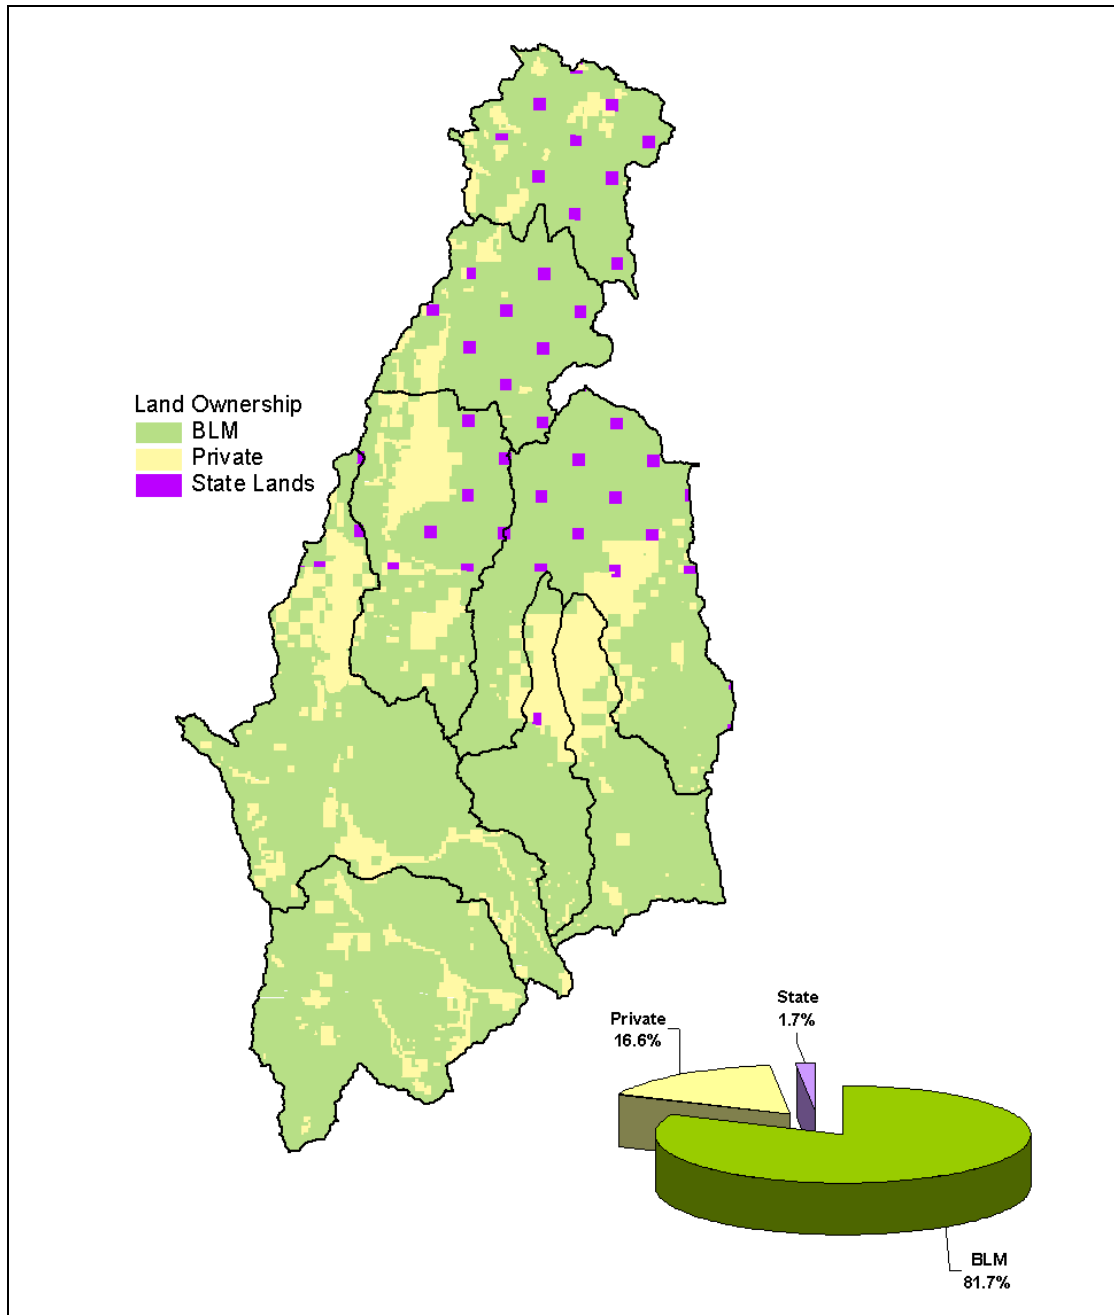 Land Ownership
BLM
Private
State Lands
State
1.7%
Private
16.6%
BLM
81.7%